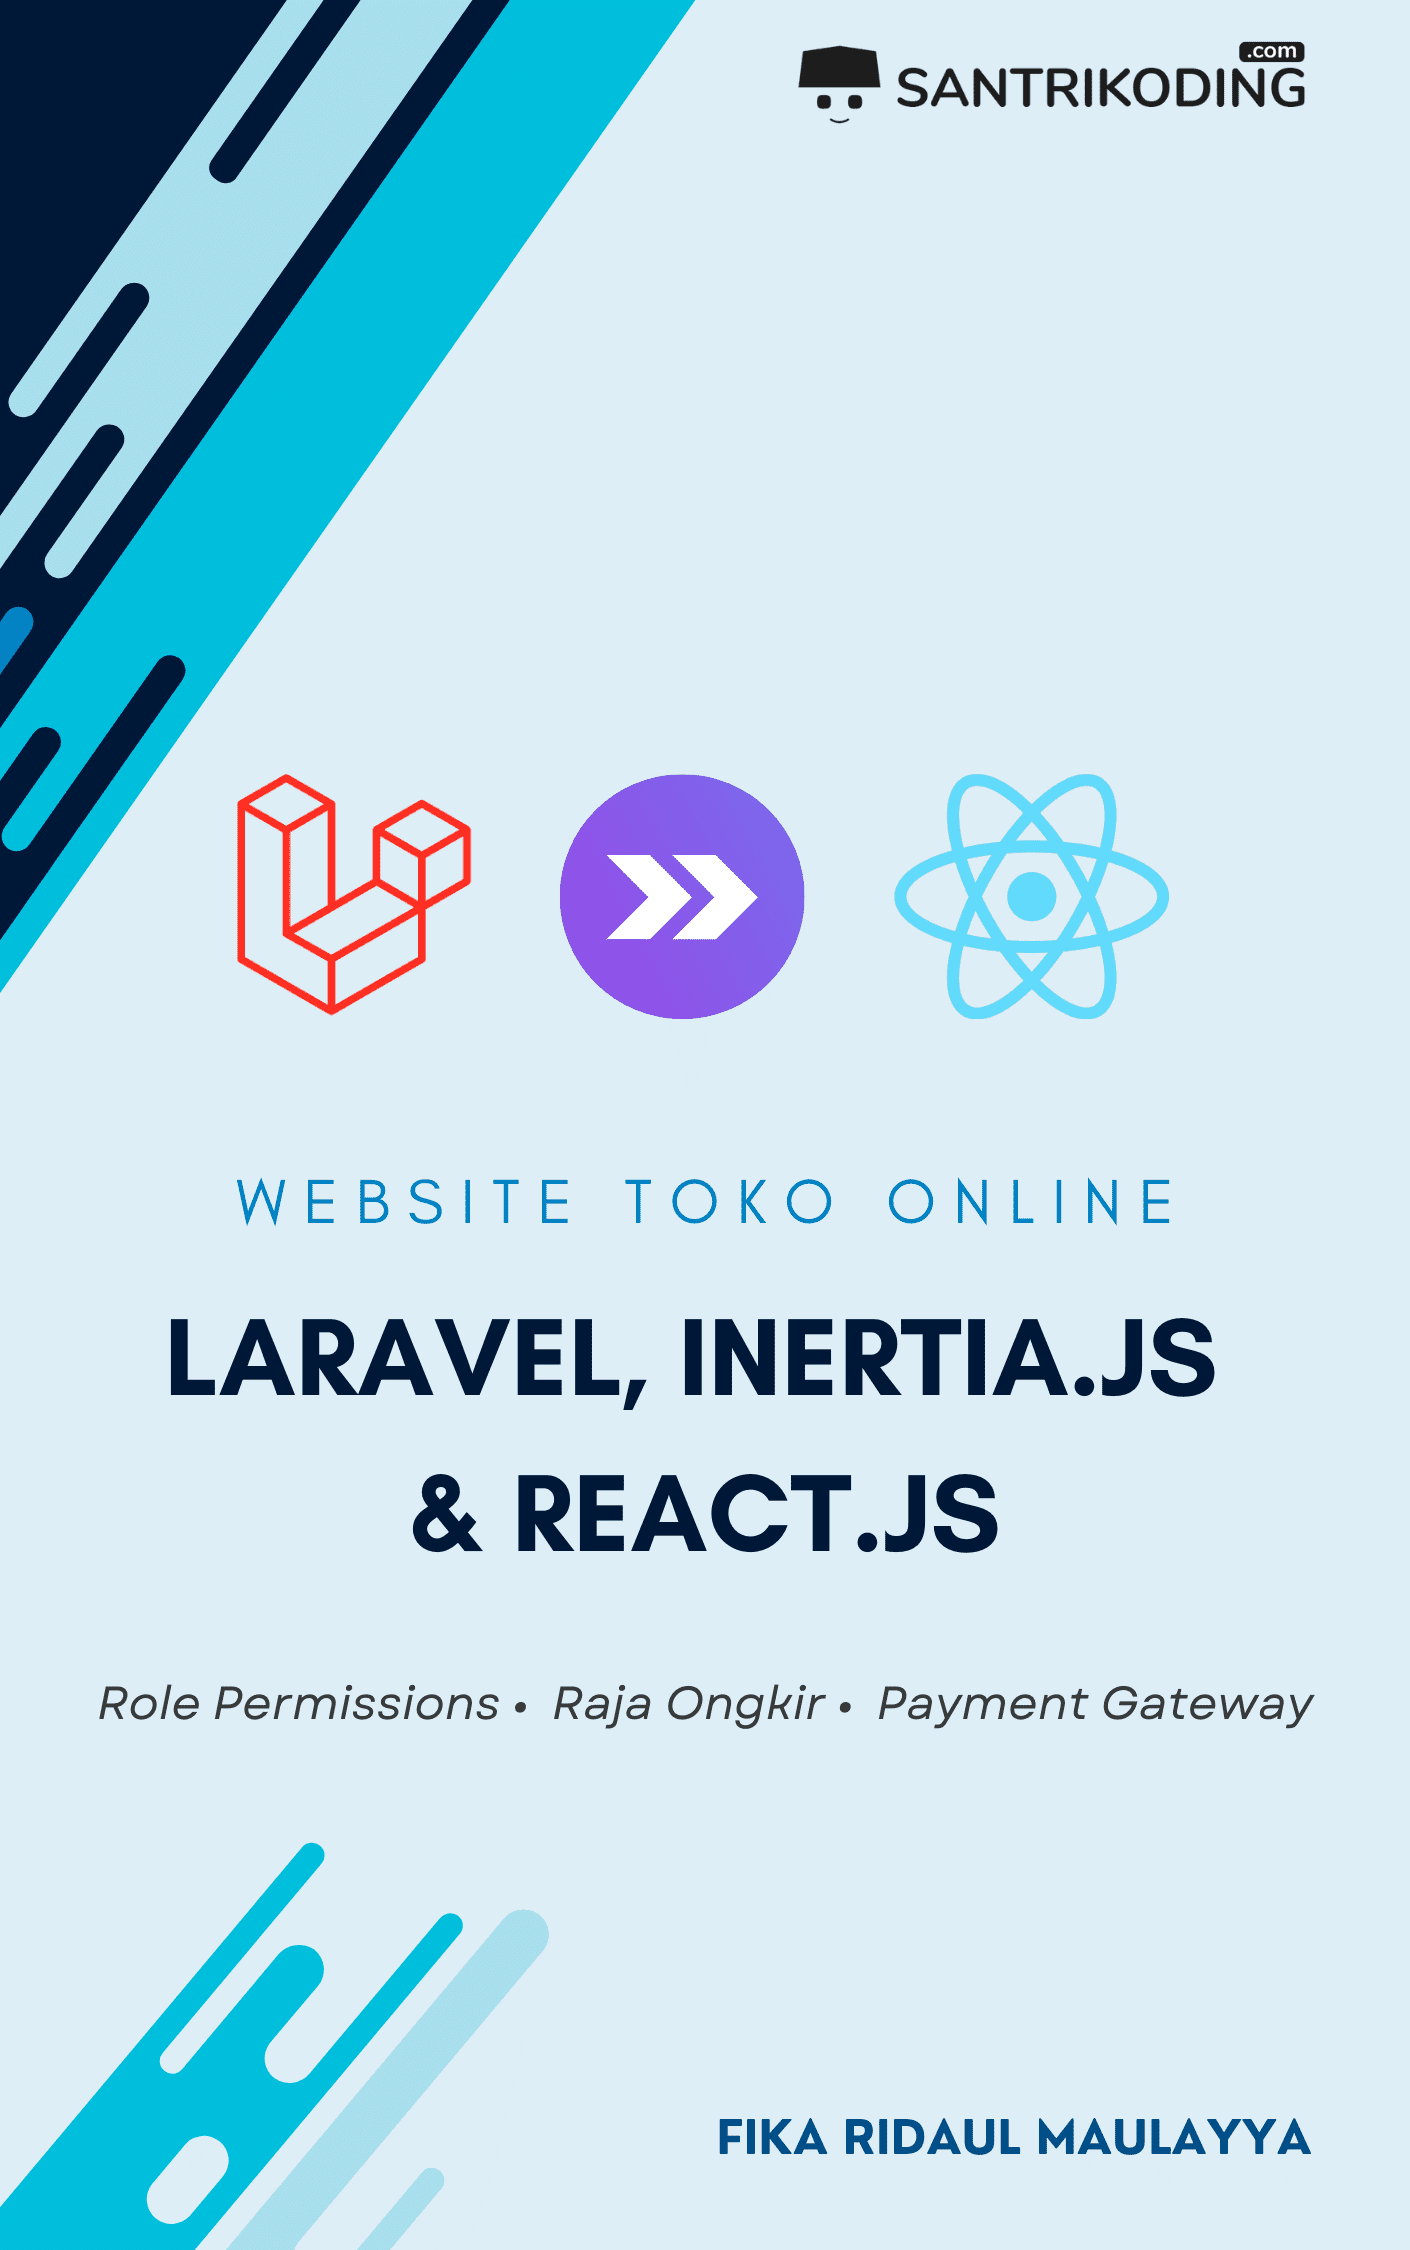 .com
SANTRIKODING
WEBSITE TOKO ONLINE
LARAVEL, INERTIA.JS
& REACT.JS
Role Permissions • Raja Ongkir • Payment Gateway
FIKA RIDAUL MAULAYYA